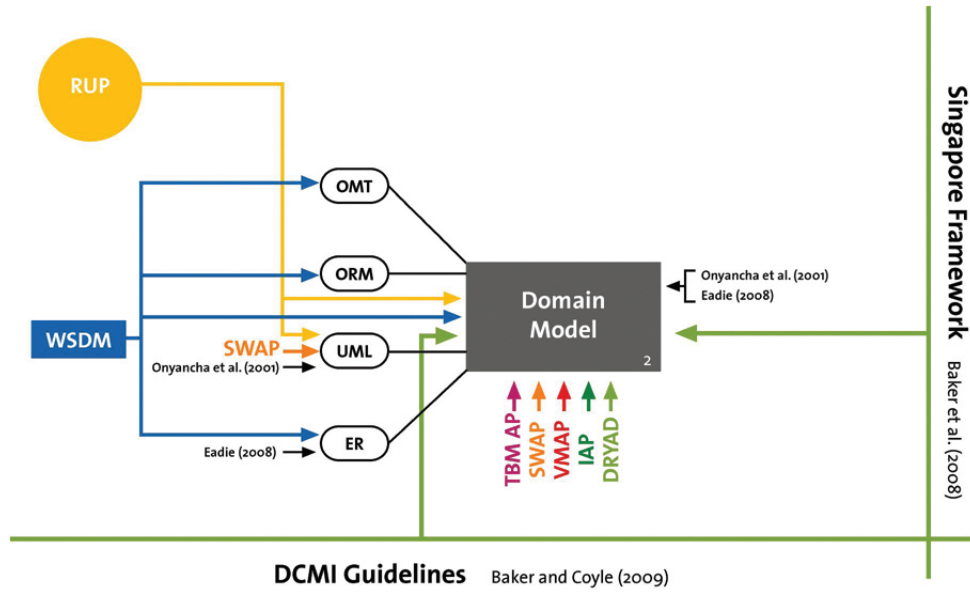 RUP
OMT
ORM
Domain
Model
2
Onyancha et al. (2001)
Eadie (2008)
WSDM
SWAP
UML
Onyancha et al. (2001)
ER
Eadie (2008)
TBM AP
SWAP
VMAP
IAP
DRYAD
Singapore Framework Baker et al. (2008)
DCMI Guidelines Baker and Coyle (2009)